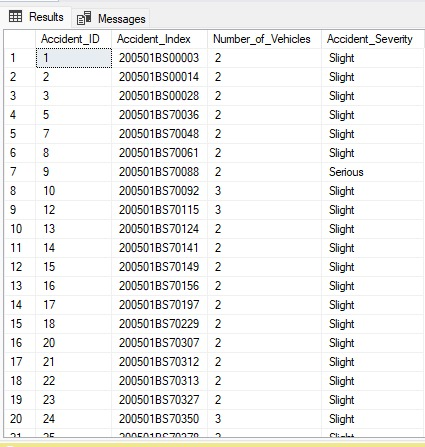 Results Messages
Accident_ID Accident_Index Number_of_Vehicles Accident_Severity
1 1 200501BS00003 2 Slight
2 2 200501BS00014 2 Slight
3 3 200501BS00028 2 Slight
4 5 200501BS70036 2 Slight
5 7 200501BS70048 2 Slight
6 8 200501BS70061 2 Slight
7 9 200501BS70088 2 Serious
8 10 200501BS70092 3 Slight
9 12 200501BS70115 3 Slight
10 13 200501BS70124 2 Slight
11 14 200501BS70141 2 Slight
12 15 200501BS70149 2 Slight
13 16 200501BS70156 2 Slight
14 17 200501BS70197 2 Slight
15 18 200501BS70229 2 Slight
16 20 200501BS70307 2 Slight
17 21 200501BS70312 2 Slight
18 22 200501BS70313 2 Slight
19 23 200501BS70327 2 Slight
20 24 200501BS70350 3 Slight
21 25 2 Slight